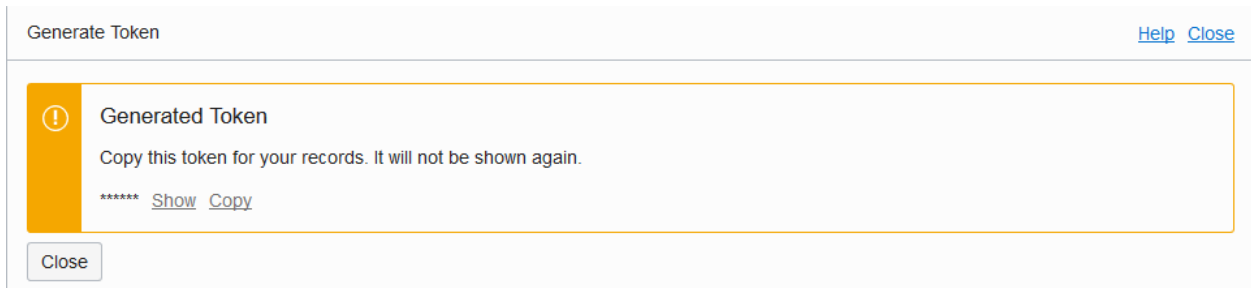 Generate Token Help Close
Generated Token
Copy this token for your records. It will not be shown again.
****** Show Copy
Close